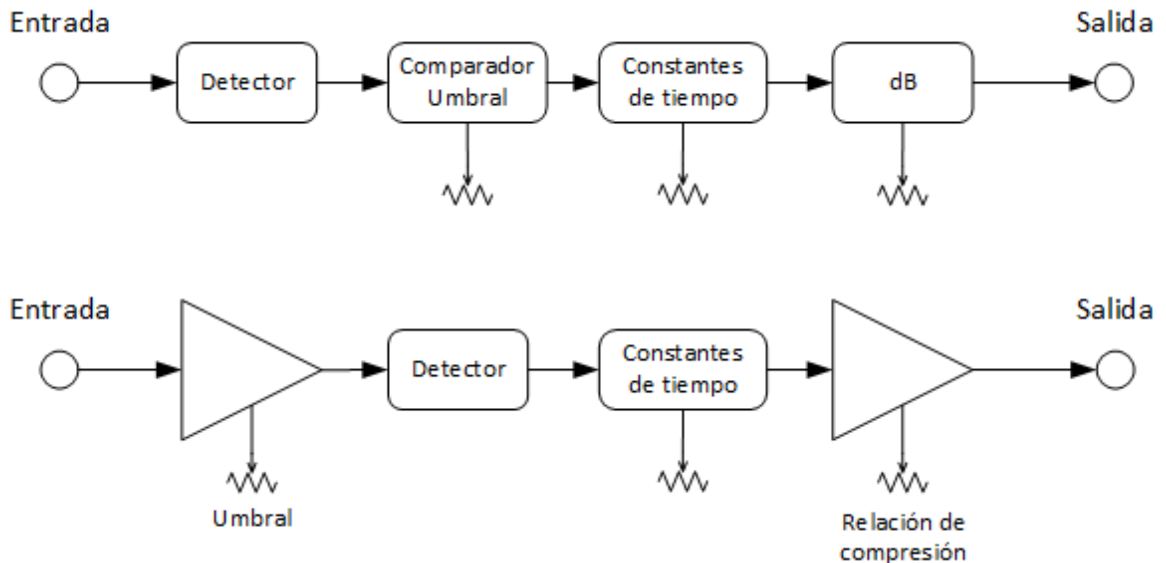 Entrada
Salida
Detector
Comparador
Umbral
Constantes
de tiempo
dB
Entrada
Salida
Detector
Constantes
de tiempo
Umbral
Relación de
compresión